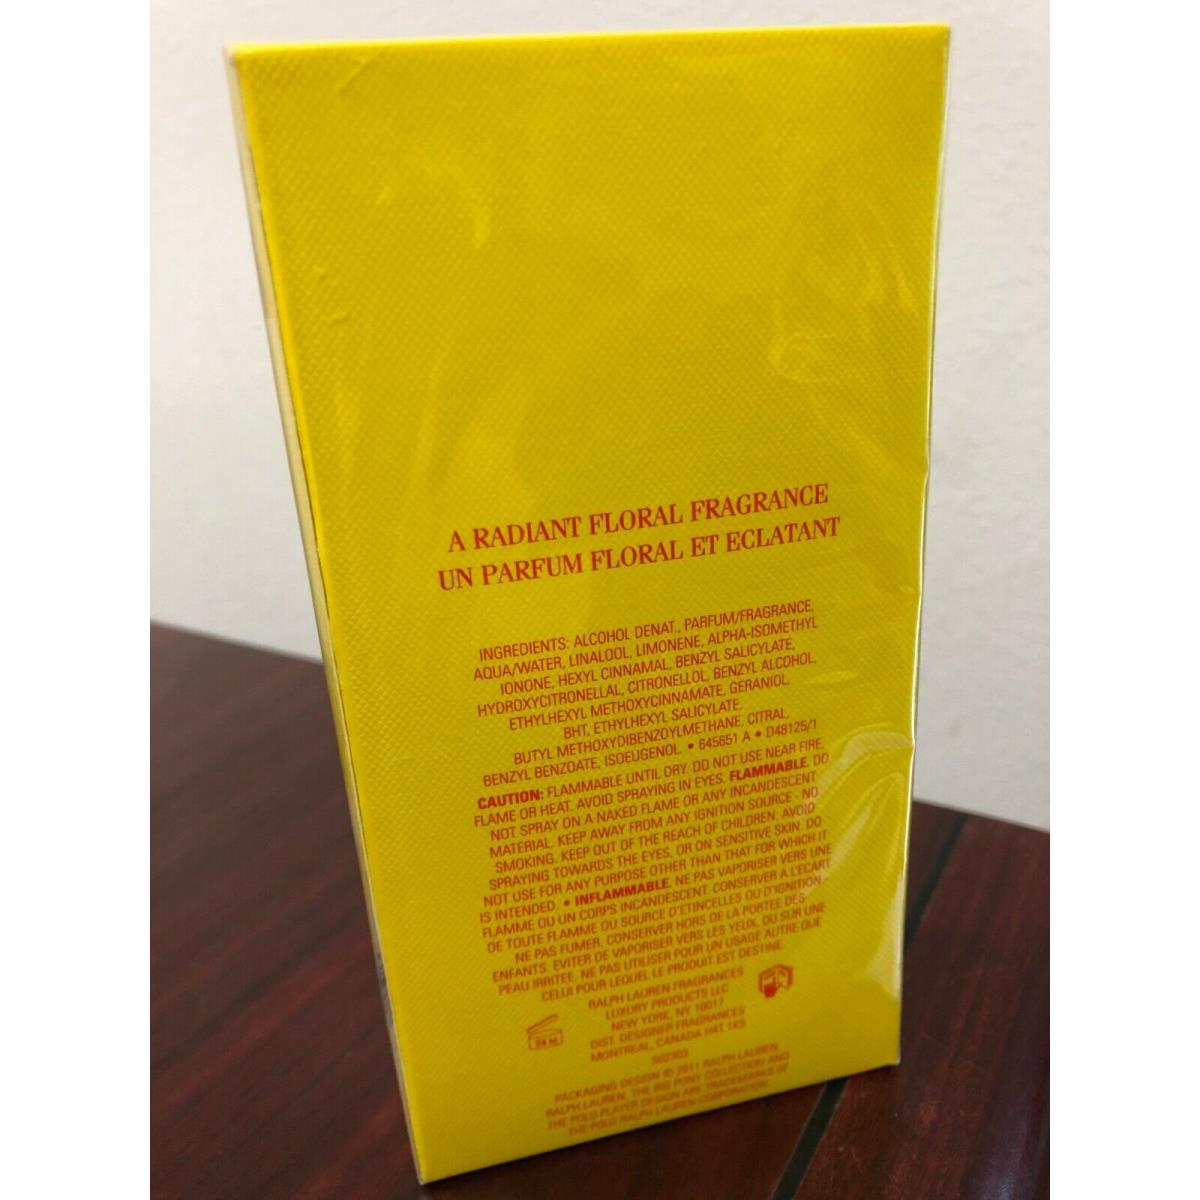 A RADIANT FLORAL FRAGRANCE
UN PARFUM FLORAL ET ECLATANT
INGREDIENTS: ALCOHOL DENAT., PARFUM/FRAGRANCE,
AQUA/WATER, LINALOOL, LIMONENE, ALPHA-ISOMETHYL
IONONE, HEXYL CINNAMAL, BENZYL SALICYLATE,
HYDROXYCITRONELLAL, CITRONELLOL, BENZYL ALCOHOL,
ETHYLHEXYL METHOXYCINNAMATE, GERANIOL,
BHT, ETHYLHEXYL SALICYLATE,
BUTYL METHOXYDIBENZOYLMETHANE, CITRAL,
BENZYL BENZOATE, ISOEUGENOL. • 645651 A • D48125/1
CAUTION: FLAMMABLE UNTIL DRY. DO NOT USE NEAR FIRE,
FLAME OR HEAT. AVOID SPRAYING IN EYES. FLAMMABLE. DO
NOT SPRAY ON A NAKED FLAME OR ANY INCANDESCENT
MATERIAL. KEEP AWAY FROM ANY IGNITION SOURCE - NO
SMOKING. KEEP OUT OF THE REACH OF CHILDREN. AVOID
SPRAYING TOWARDS THE EYES, OR ON SENSITIVE SKIN. DO
NOT USE FOR ANY PURPOSE OTHER THAN THAT FOR WHICH IT
IS INTENDED. • INFLAMMABLE. NE PAS VAPORISER VERS UNE
FLAMME OU UN CORPS INCANDESCENT. CONSERVER A L'ECART
DE TOUTE FLAMME OU SOURCE D'ETINCELLES OU D'IGNITION -
NE PAS FUMER. CONSERVER HORS DE LA PORTEE DES
ENFANTS. EVITER DE VAPORISER VERS LES YEUX, OU SUR UNE
PEAU IRRITEE. NE PAS UTILISER POUR UN USAGE AUTRE QUE
CELUI POUR LEQUEL LE PRODUIT EST DESTINE.
RALPH LAUREN FRAGRANCES
LUXURY PRODUCTS LLC
NEW YORK, NY 10017
DIST. DESIGNER FRAGRANCES
MONTREAL, CANADA H4T 1K5
24 M
S02303
PACKAGING DESIGN © 2011 RALPH LAUREN.
RALPH LAUREN, THE BIG PONY COLLECTION AND
THE POLO PLAYER DESIGN ARE TRADEMARKS OF
THE POLO RALPH LAUREN CORPORATION.